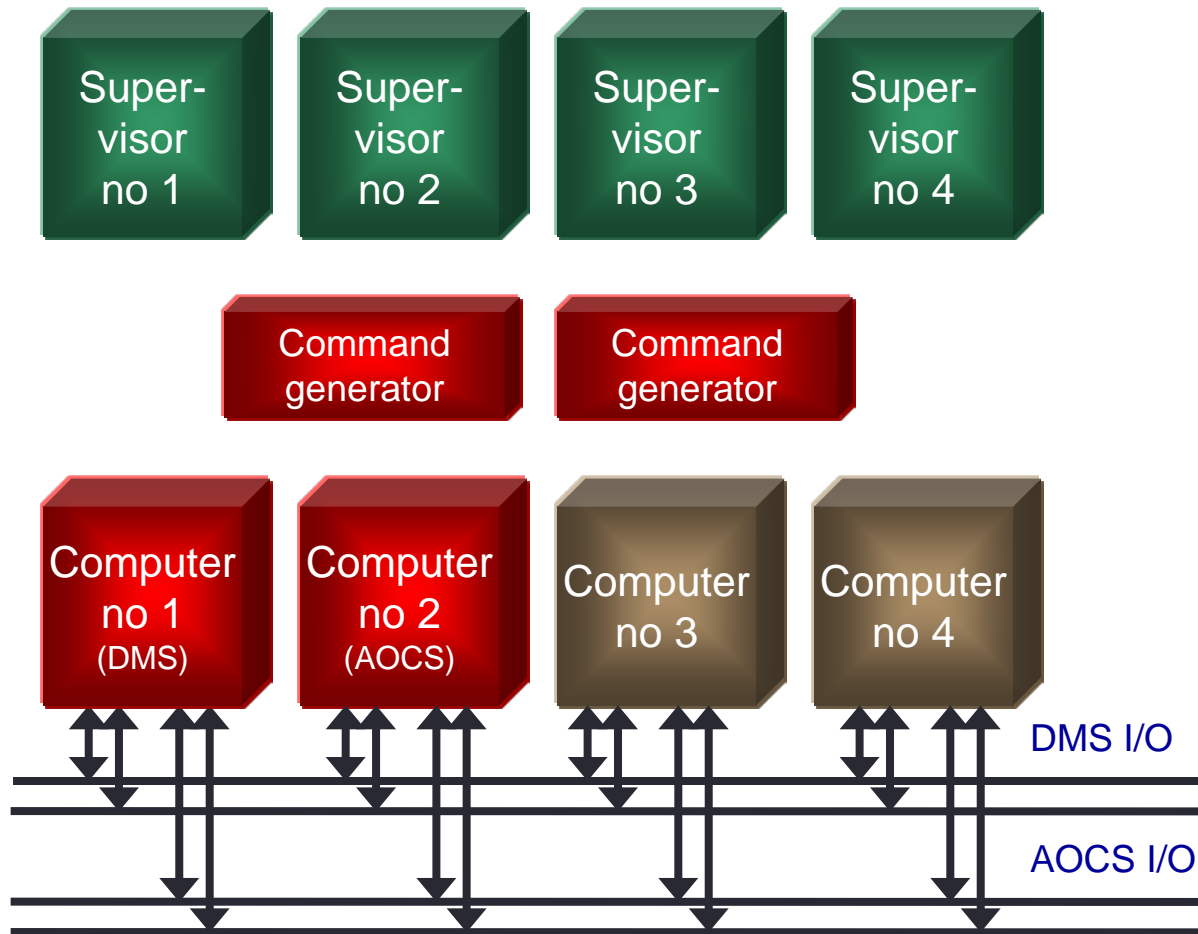 Super-
visor
no 1
Super-
visor
no 2
Super-
visor
no 3
Super-
visor
no 4
Command
generator
Command
generator
Computer
no 1
(DMS)
Computer
no 2
(AOCS)
Computer
no 3
Computer
no 4
DMS I/O
AOCS I/O